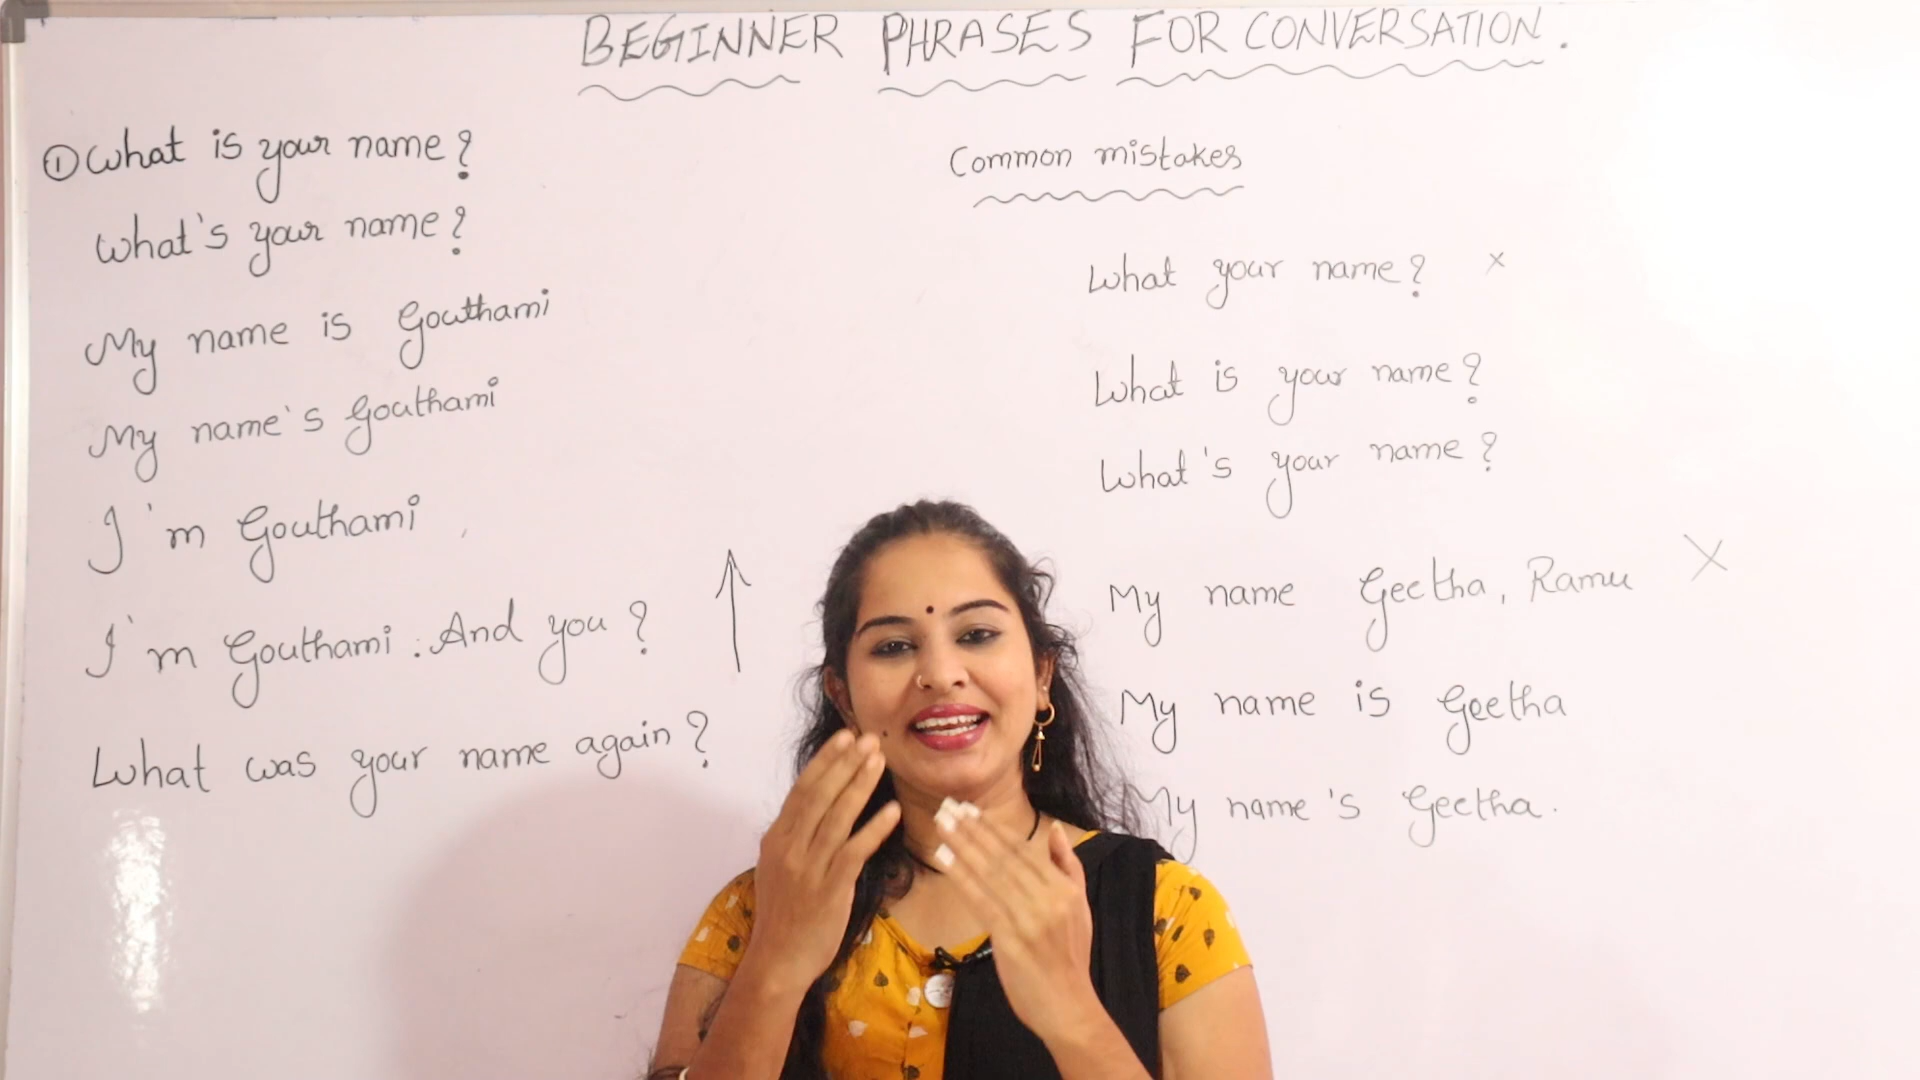 BEGINNER PHRASES FOR CONVERSATION.
① What is your name?
What's your name?
My name is Gouthami
My name's Gouthami
I'm Gouthami
I'm Gouthami. And you?
What was your name again?
Common mistakes
What your name? ×
What is your name?
What's your name?
My name Geetha, Ramu ×
My name is Geetha
My name's Geetha.